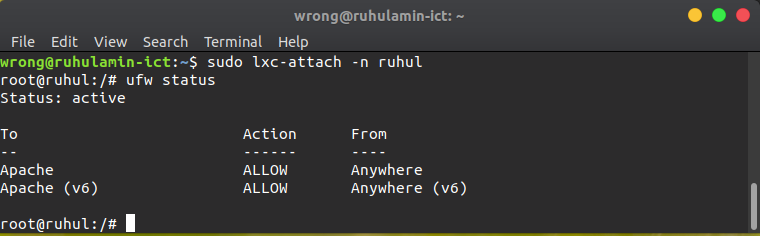 wrong@ruhulamin-ict: ~
File Edit View Search Terminal Help
wrong@ruhulamin-ict:~$ sudo lxc-attach -n ruhul
root@ruhul:/# ufw status
Status: active
To Action From
-- ------ ----
Apache ALLOW Anywhere
Apache (v6) ALLOW Anywhere (v6)
root@ruhul:/#